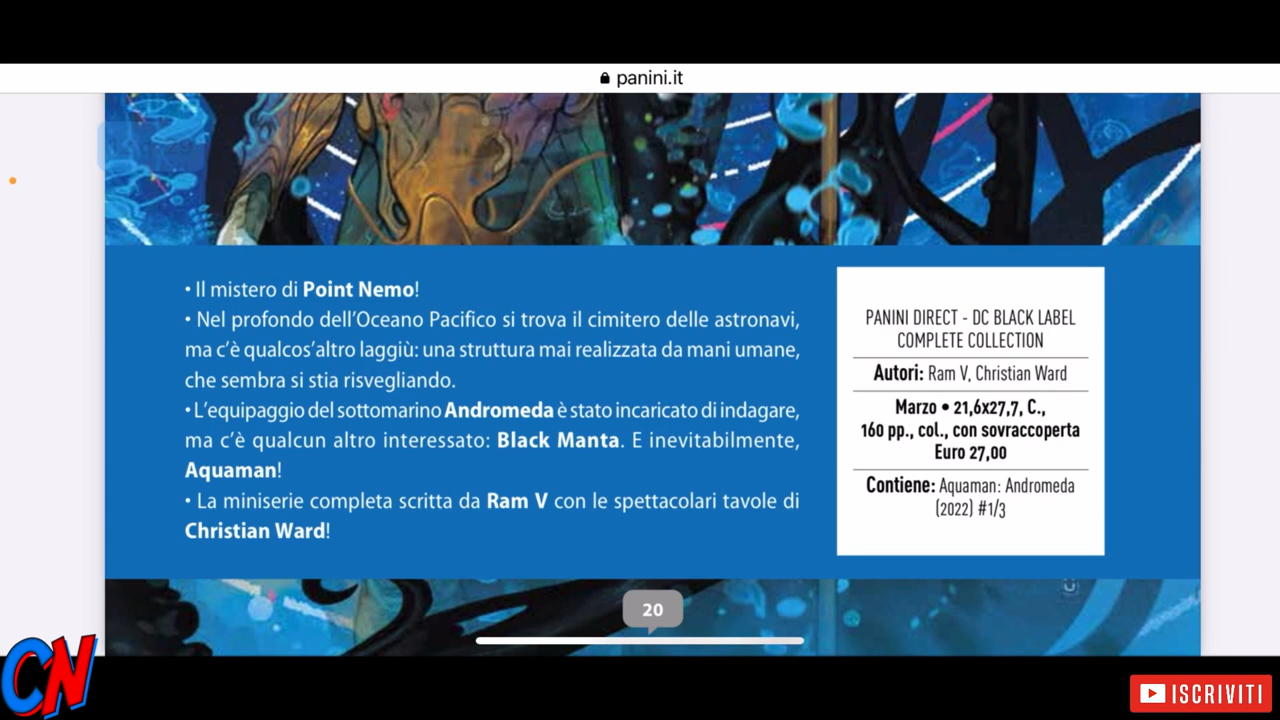 panini.it
• Il mistero di Point Nemo!
• Nel profondo dell’Oceano Pacifico si trova il cimitero delle astronavi,
ma c’è qualcos’altro laggiù: una struttura mai realizzata da mani umane,
che sembra si stia risvegliando.
• L’equipaggio del sottomarino Andromeda è stato incaricato di indagare,
ma c’è qualcun altro interessato: Black Manta. E inevitabilmente,
Aquaman!
• La miniserie completa scritta da Ram V con le spettacolari tavole di
Christian Ward!
PANINI DIRECT - DC BLACK LABEL
COMPLETE COLLECTION
Autori: Ram V, Christian Ward
Marzo • 21,6x27,7, C.,
160 pp., col., con sovraccoperta
Euro 27,00
Contiene: Aquaman: Andromeda
(2022) #1/3
20
CN
ISCRIVITI